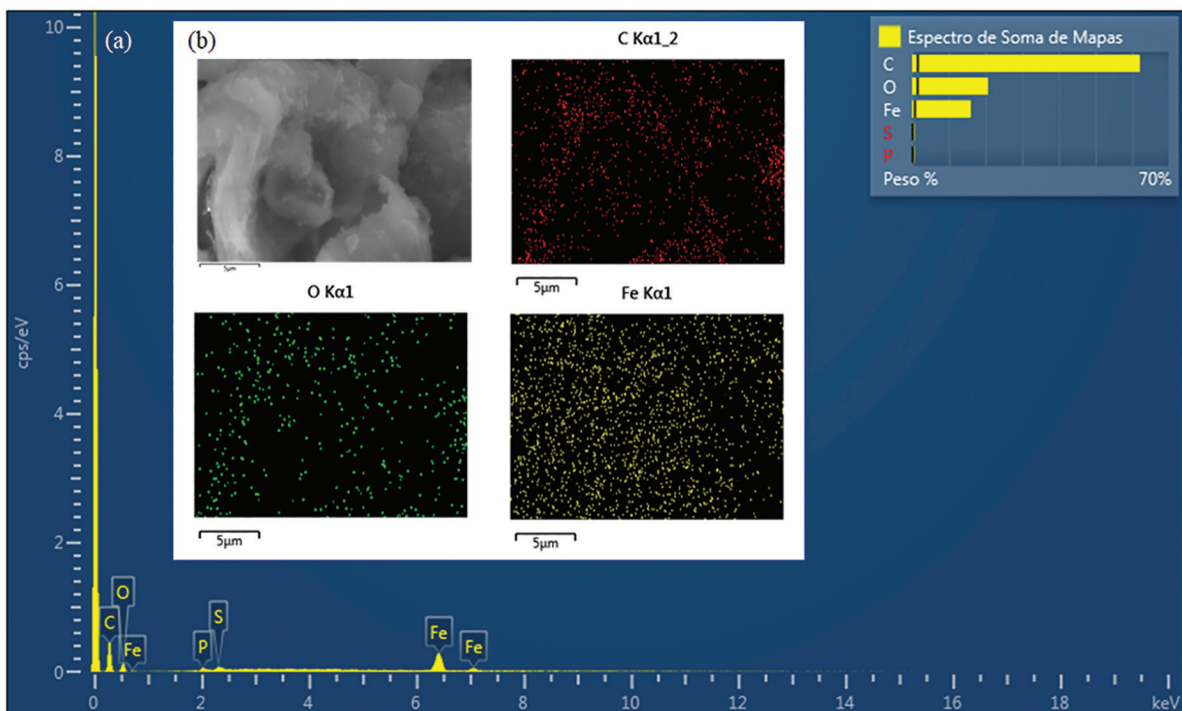 (a)
(b)
C Kα1_2
5μm
5μm
O Kα1
Fe Kα1
5μm
5μm
Espectro de Soma de Mapas
C
O
Fe
S
P
Peso %
70%
cps/eV
10
8
6
4
2
0
C
O
Fe
P
S
Fe
Fe
0
2
4
6
8
10
12
14
16
18
keV